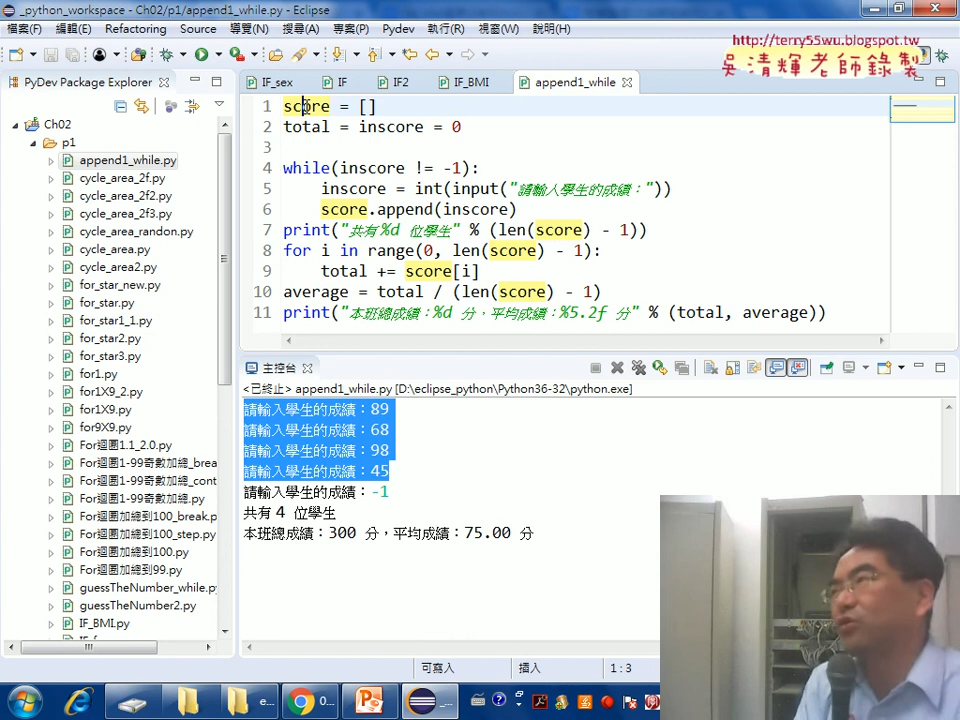 _python_workspace - Ch02/p1/append1_while.py - Eclipse
檔案(F) 編輯(E) Refactoring Source 導覽(N) 搜尋(A) 專案(P) Pydev 執行(R) 視窗(W) 說明(H)
http://terry55wu.blogspot.tw
吳清輝老師錄製
PyDev Package Explorer
IF_sex IF IF2 IF_BMI append1_while
Ch02
p1
append1_while.py
cycle_area_2f.py
cycle_area_2f2.py
cycle_area_2f3.py
cycle_area_randon.py
cycle_area.py
cycle_area2.py
for_star_new.py
for_star.py
for_star1_1.py
for_star2.py
for_star3.py
for1.py
for1X9_2.py
for1X9.py
for9X9.py
For迴圈1.1_2.0.py
For迴圈1-99奇數加總_brea
For迴圈1-99奇數加總_cont
For迴圈1-99奇數加總.py
For迴圈加總到100_break.p
For迴圈加總到100_step.py
For迴圈加總到100.py
For迴圈加總到99.py
guessTheNumber_while.py
guessTheNumber2.py
IF_BMI.py
1 score = []
2 total = inscore = 0
3
4 while(inscore != -1):
5 inscore = int(input("請輸入學生的成績："))
6 score.append(inscore)
7 print("共有%d 位學生" % (len(score) - 1))
8 for i in range(0, len(score) - 1):
9 total += score[i]
10 average = total / (len(score) - 1)
11 print("本班總成績：%d 分，平均成績：%5.2f 分" % (total, average))
主控台
<已終止> append1_while.py [D:\eclipse_python\Python36-32\python.exe]
請輸入學生的成績：89
請輸入學生的成績：68
請輸入學生的成績：98
請輸入學生的成績：45
請輸入學生的成績：-1
共有 4 位學生
本班總成績：300 分，平均成績：75.00 分
可寫入 插入 1:3
e... 0...